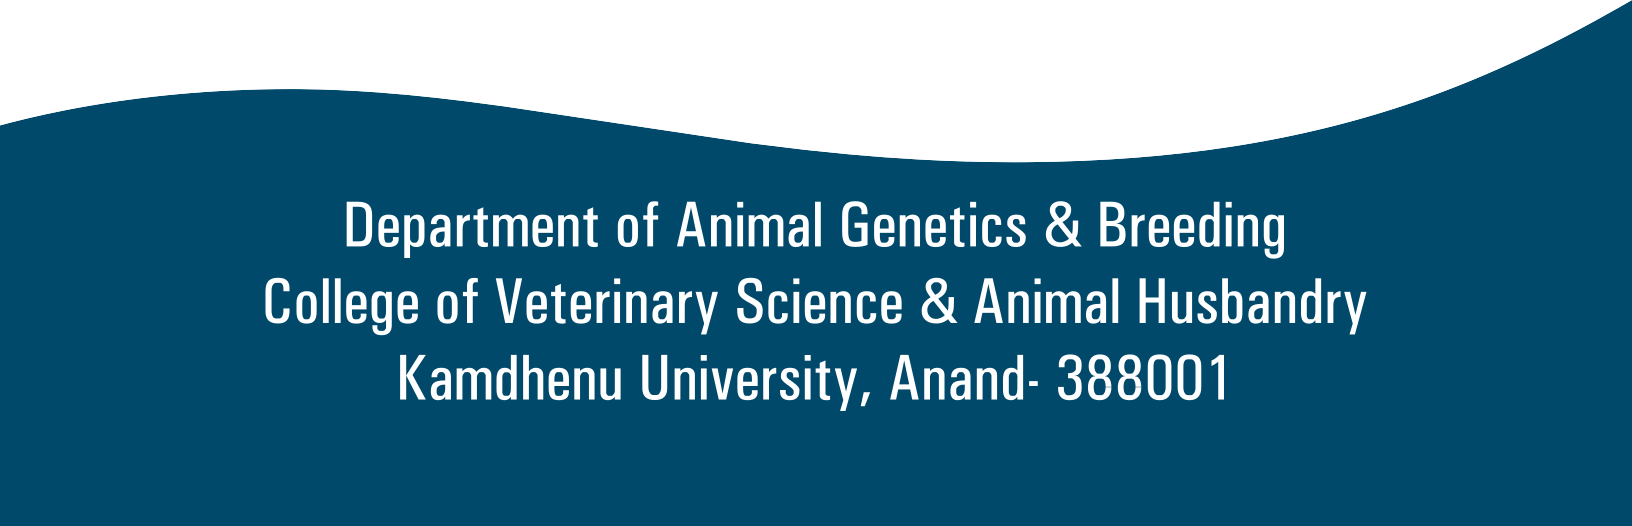 Department of Animal Genetics & Breeding
College of Veterinary Science & Animal Husbandry
Kamdhenu University, Anand- 388001